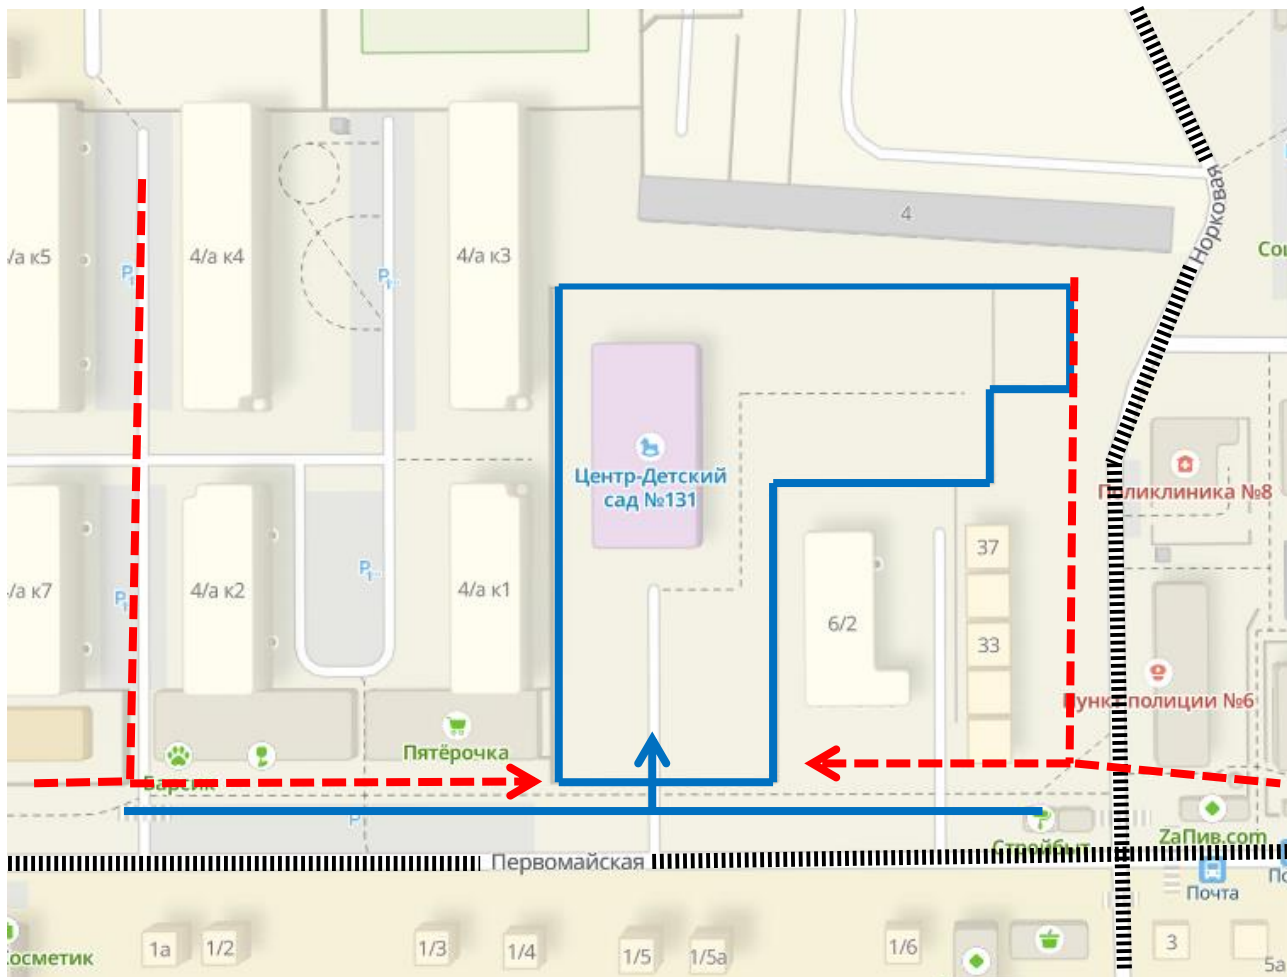 4
Норковая
/а к5
4/а к4
4/а к3
Р
Р
Центр-Детский
сад №131
Поликлиника №8
37
/а к7
4/а к2
4/а к1
Р
Р
6/2
33
Пункт полиции №6
Пятёрочка
Барсик
Р
Стройбыт
ZаПив.com
Первомайская
Почта
Косметик
1а
1/2
1/3
1/4
1/5
1/5а
1/6
3
5а